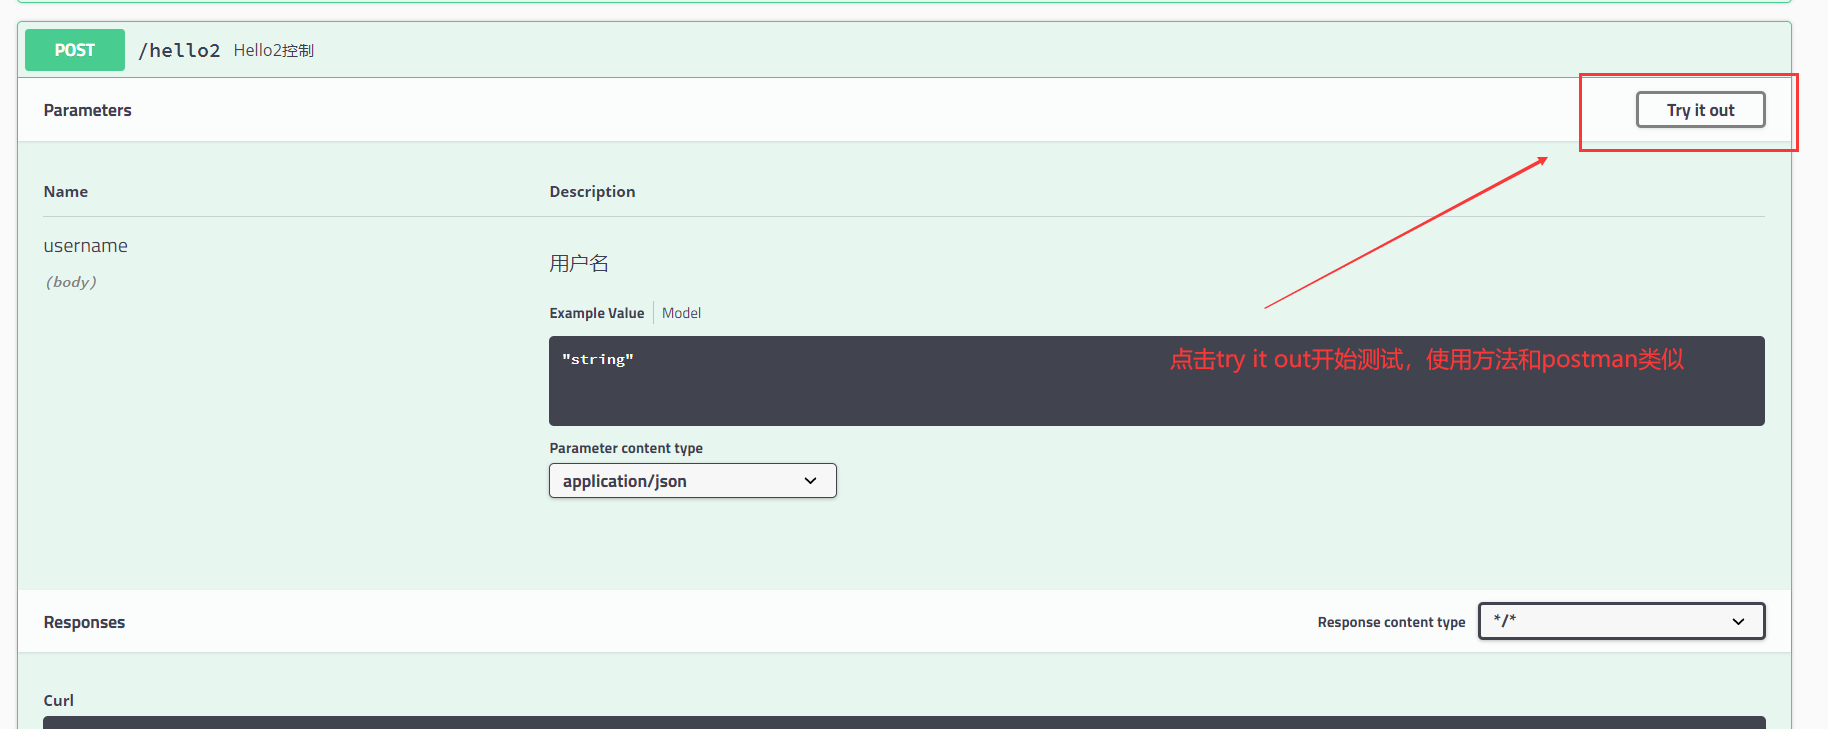 POST /hello2 Hello2控制
Parameters
Try it out
Name Description
username
(body)
用户名
Example Value Model
"string"
点击try it out开始测试，使用方法和postman类似
Parameter content type
application/json
Responses
Response content type */*
Curl